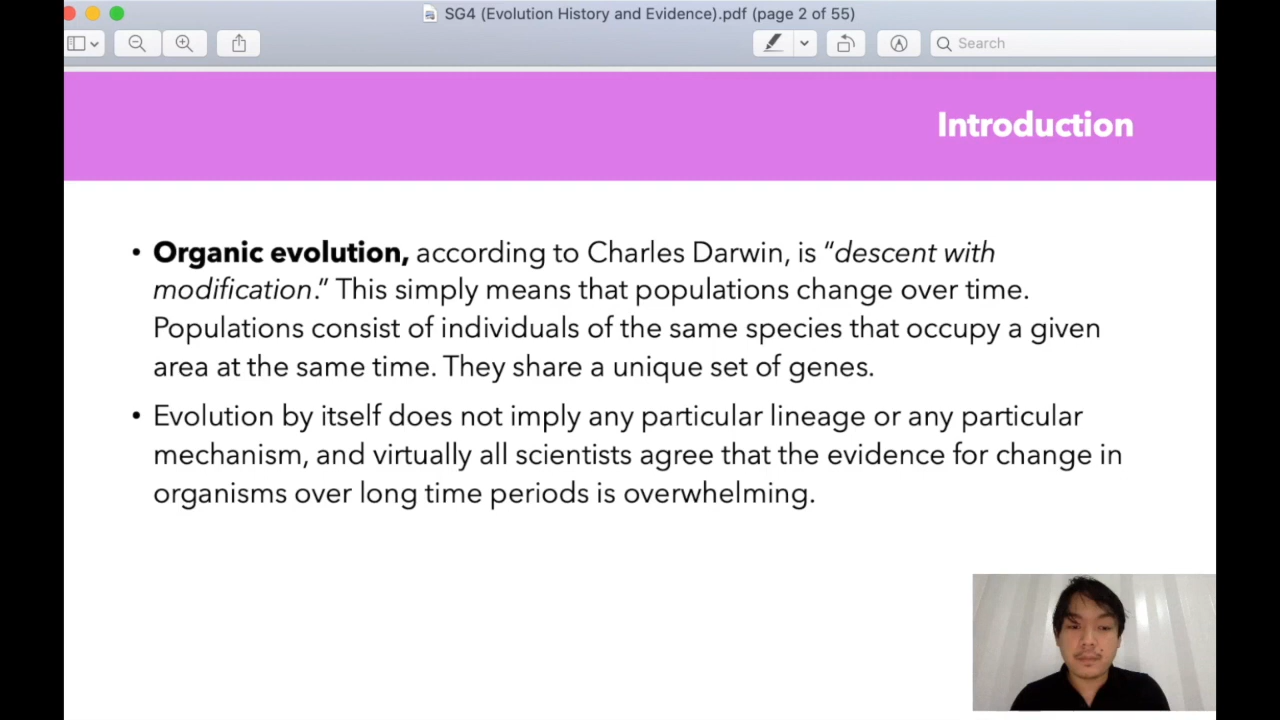 SG4 (Evolution History and Evidence).pdf (page 2 of 55)
Search
Introduction
• Organic evolution, according to Charles Darwin, is “descent with
modification.” This simply means that populations change over time.
Populations consist of individuals of the same species that occupy a given
area at the same time. They share a unique set of genes.
• Evolution by itself does not imply any particular lineage or any particular
mechanism, and virtually all scientists agree that the evidence for change in
organisms over long time periods is overwhelming.